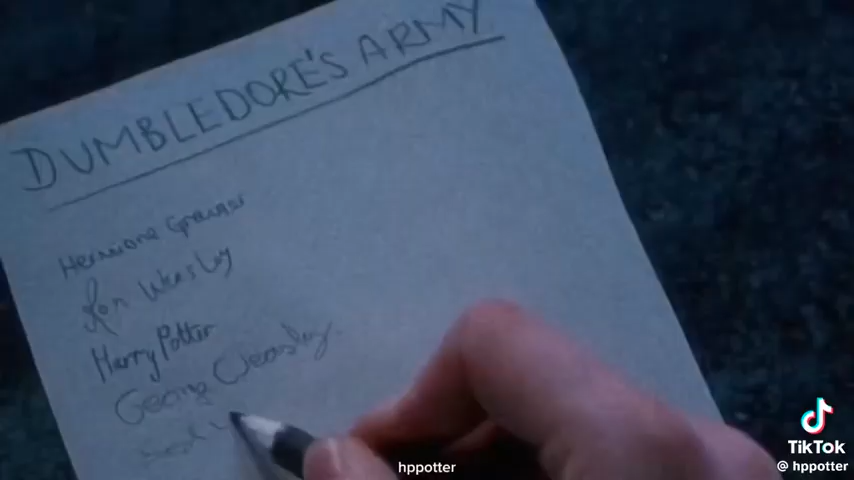 DUMBLEDORE'S ARMY
Hermione Granger
Ron Weasley
Harry Potter
George Weasley
hppotter
TikTok
@ hppotter